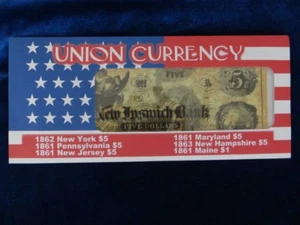 UNION CURRENCY
FIVE
5
New Ipswich Bank
FIVE DOLLARS
1862 New York $5
1861 Pennsylvania $5
1861 New Jersey $5
1861 Maryland $5
1863 New Hampshire $5
1861 Maine $1